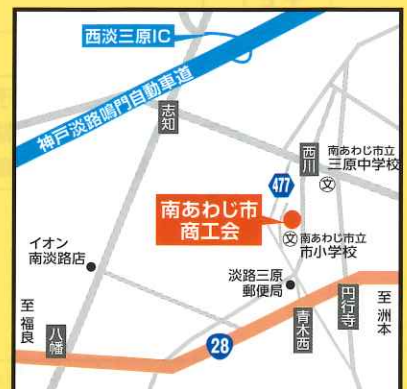 西淡三原IC
神戸淡路鳴門自動車道
志知
西川
南あわじ市立
三原中学校
文
477
南あわじ市
商工会
文
南あわじ市立
市小学校
イオン
南淡路店
淡路三原
郵便局
至福良
八幡
28
青木西
円行寺
至洲本